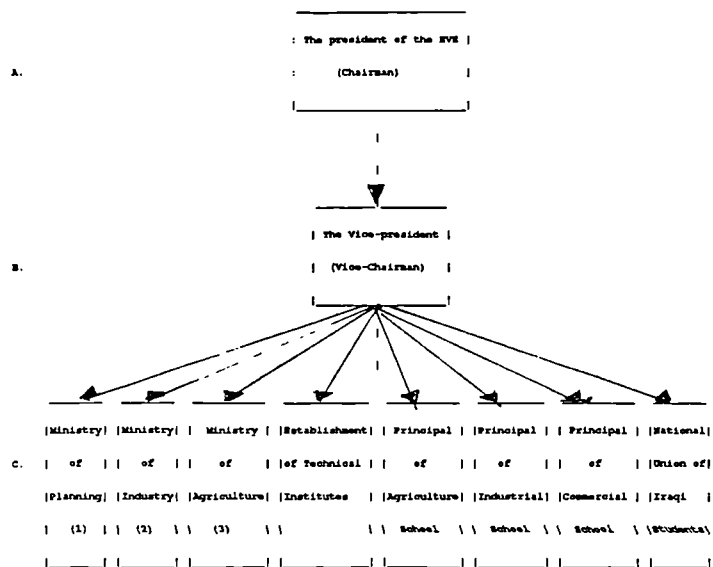 The president of the EVE
A.
(Chairman)
The Vice-president
B.
(Vice-Chairman)
Ministry Ministry Ministry Establishment Principal Principal Principal National
of of of of Technical of of of Union of
C.
Planning Industry Agriculture Institutes Agriculture Industrial Commercial Iraqi
(1) (2) (3) School School School Students